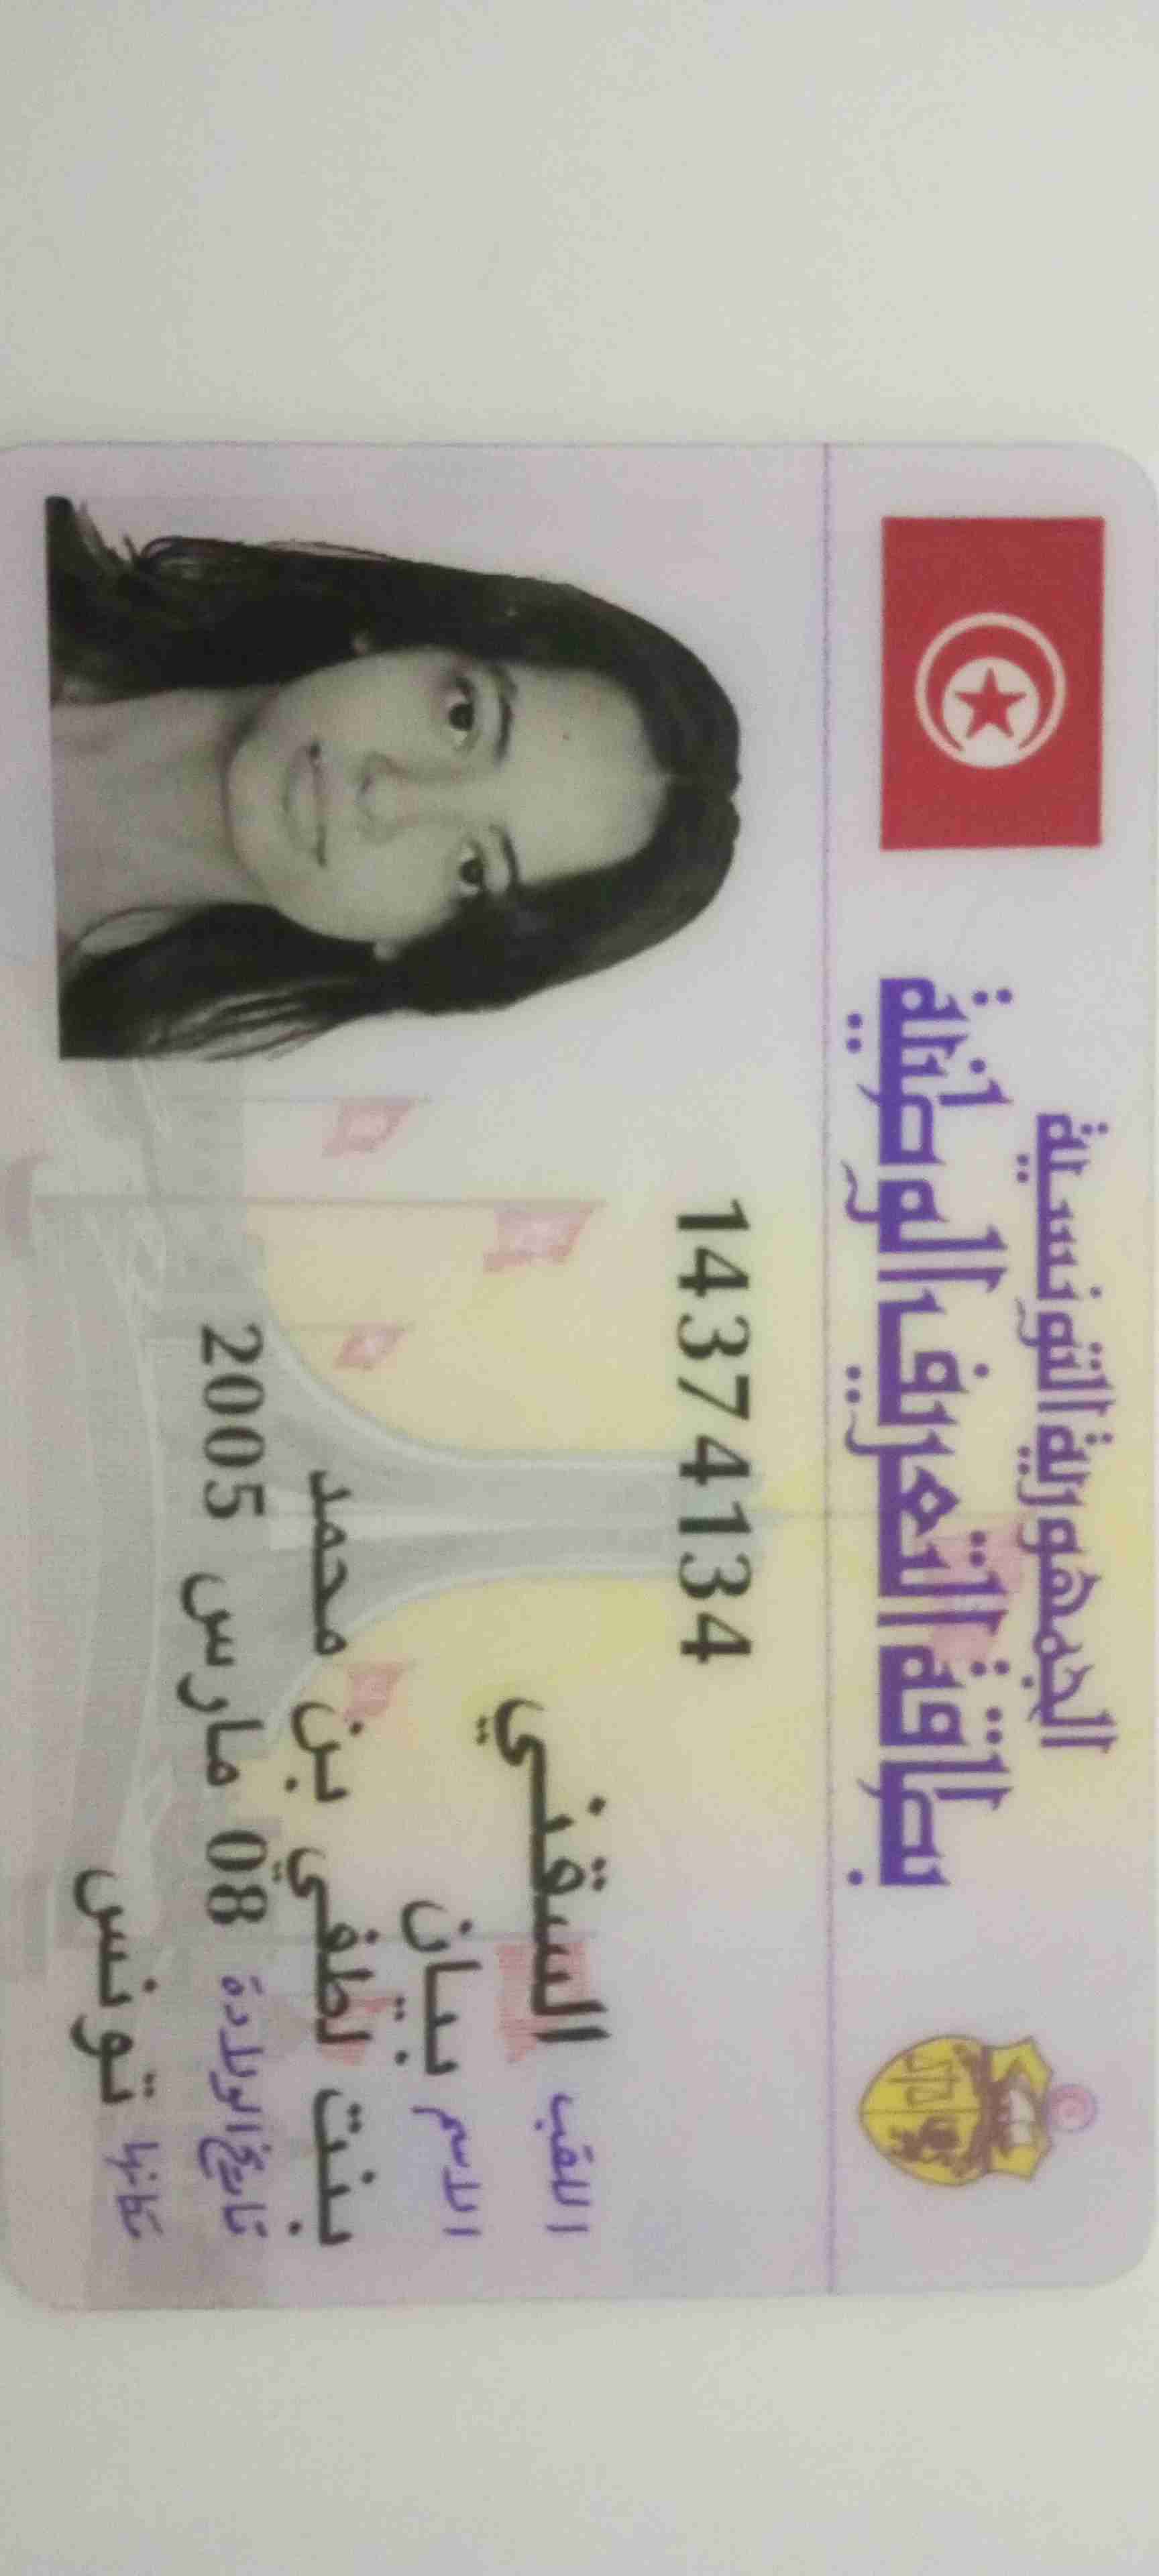 الجمهورية التونسية
بطاقة التعريف الوطنية
14374134
اللقب السقني
الاسم بيان
بنت لطفي بن محمد
تاريخ الولادة 08 مارس 2005
مكانها تونس